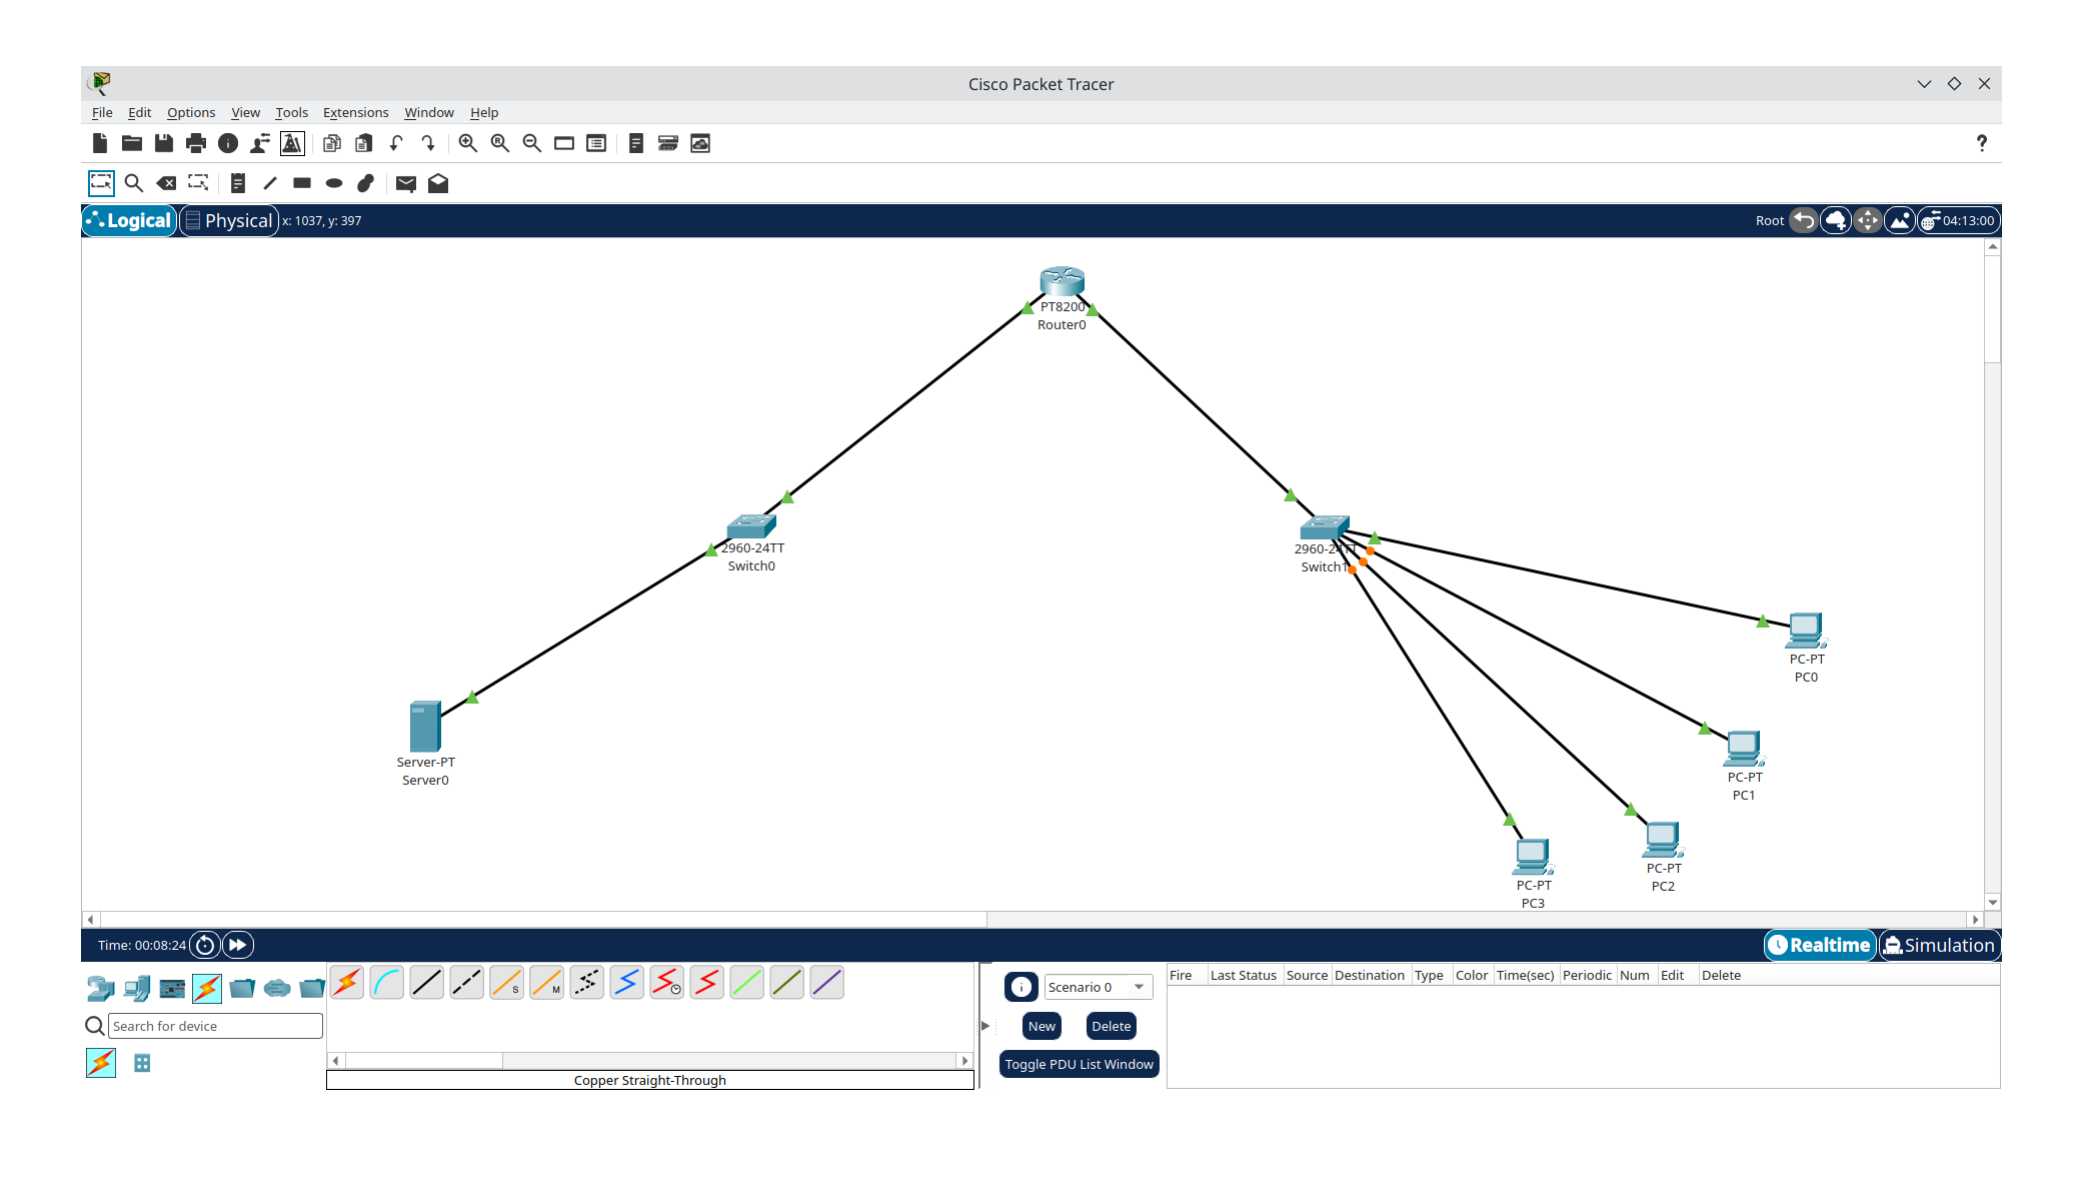 Cisco Packet Tracer
File Edit Options View Tools Extensions Window Help
?
Logical Physical x: 1037, y: 397 Root 04:13:00
PT8200
Router0
2960-24TT
Switch0
2960-24TT
Switch1
PC-PT
PC0
Server-PT
Server0
PC-PT
PC1
PC-PT
PC2
PC-PT
PC3
Time: 00:08:24 Realtime Simulation
S M
Scenario 0
Fire Last Status Source Destination Type Color Time(sec) Periodic Num Edit Delete
Search for device
New Delete
Toggle PDU List Window
Copper Straight-Through